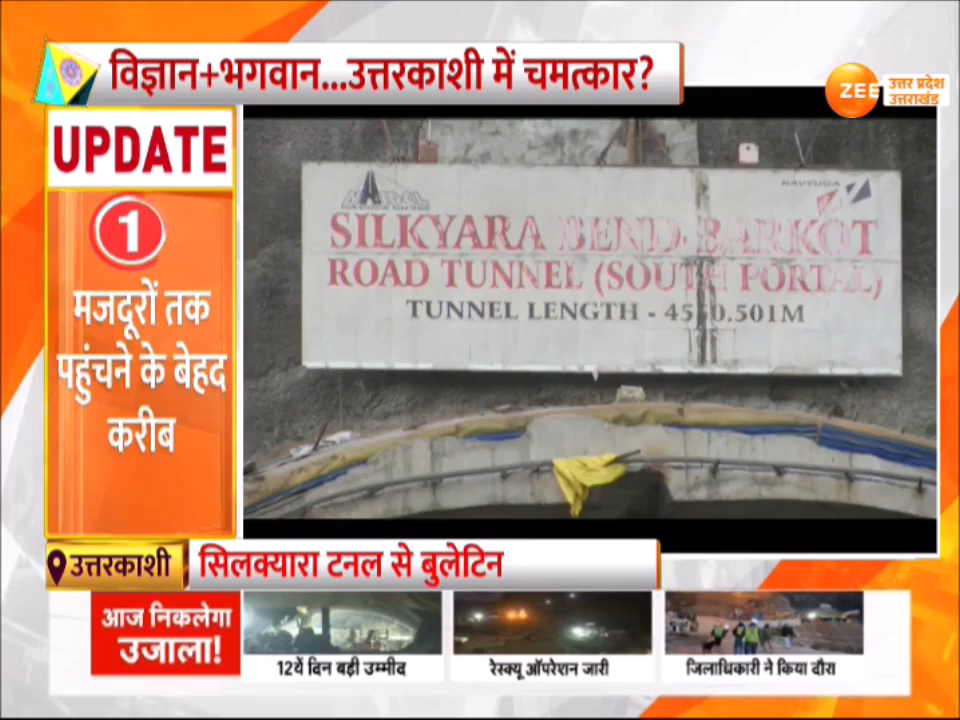 विज्ञान+भगवान...उत्तरकाशी में चमत्कार?
ZEE उत्तर प्रदेश
उत्तराखंड
UPDATE
1
मजदूरों तक
पहुंचने के बेहद
करीब
NAVYUGA
SILKYARA BEND-BARKOT
ROAD TUNNEL (SOUTH PORTAL)
TUNNEL LENGTH - .501M
उत्तरकाशी
सिलक्यारा टनल से बुलेटिन
आज निकलेगा
उजाला!
12वें दिन बड़ी उम्मीद
रेस्क्यू ऑपरेशन जारी
जिलाधिकारी ने किया दौरा